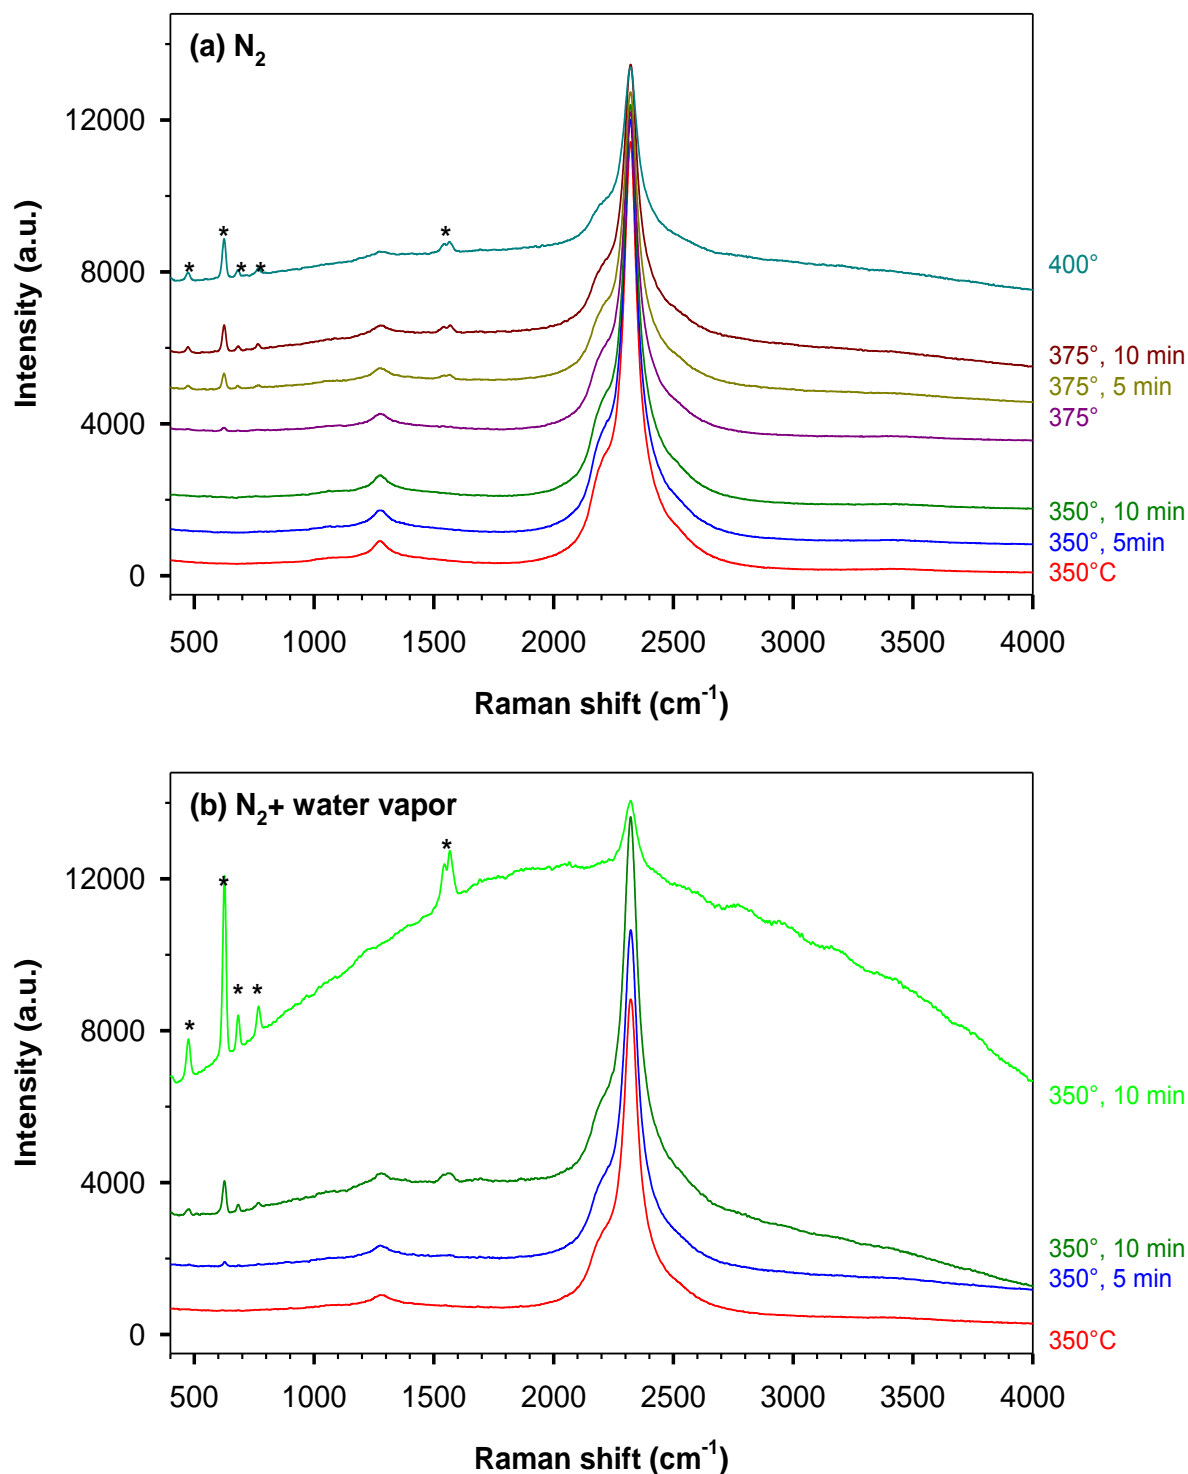 (a) N₂
12000
8000
4000
0
Intensity (a.u.)
* * * * *
400°
375°, 10 min
375°, 5 min
375°
350°, 10 min
350°, 5min
350°C
500 1000 1500 2000 2500 3000 3500 4000
Raman shift (cm⁻¹)
(b) N₂+ water vapor
12000
8000
4000
0
Intensity (a.u.)
* * * * *
350°, 10 min
350°, 10 min
350°, 5 min
350°C
500 1000 1500 2000 2500 3000 3500 4000
Raman shift (cm⁻¹)